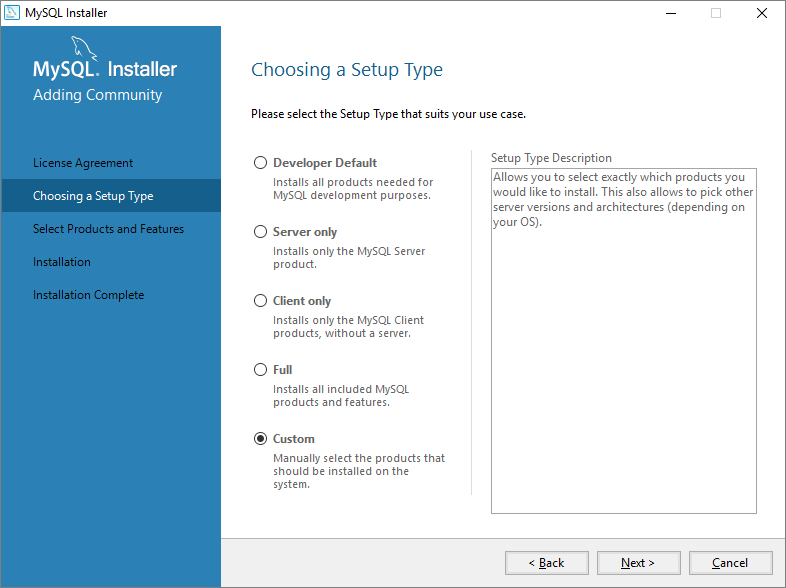 MySQL Installer
MySQL. Installer
Adding Community
License Agreement
Choosing a Setup Type
Select Products and Features
Installation
Installation Complete
Choosing a Setup Type
Please select the Setup Type that suits your use case.
Developer Default
Installs all products needed for
MySQL development purposes.
Server only
Installs only the MySQL Server
product.
Client only
Installs only the MySQL Client
products, without a server.
Full
Installs all included MySQL
products and features.
Custom
Manually select the products that
should be installed on the
system.
Setup Type Description
Allows you to select exactly which products you
would like to install. This also allows to pick other
server versions and architectures (depending on
your OS).
< Back
Next >
Cancel